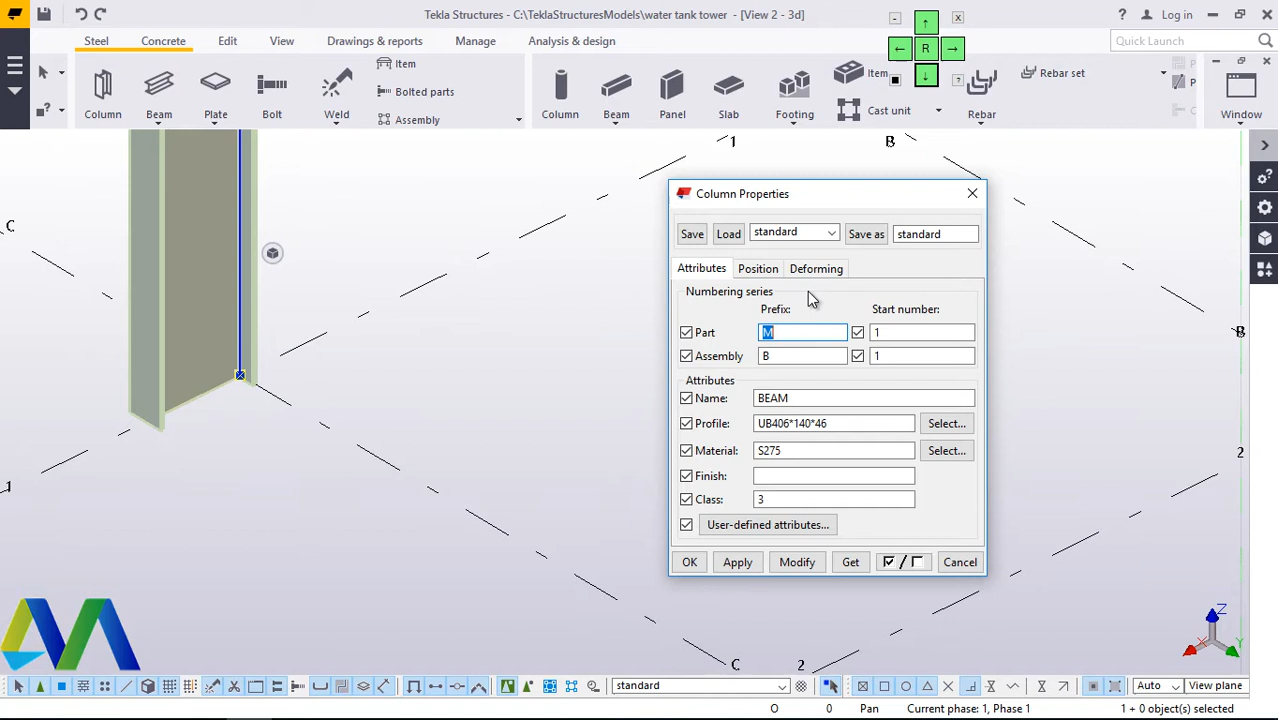 Tekla Structures - C:\TeklaStructuresModels\water tank tower - [View 2 - 3d]
Log in
Steel Concrete Edit View Drawings & reports Manage Analysis & design
Quick Launch
- x
R
?
Column Beam Plate Bolt Weld
Item
Bolted parts
Assembly
Column Beam Panel Slab Footing
Item
Cast unit
Rebar
Rebar set
Window
1 B
C
B
2
1
C 2
Column Properties
Save Load standard Save as standard
Attributes Position Deforming
Numbering series
Prefix: Start number:
Part M 1
Assembly B 1
Attributes
Name: BEAM
Profile: UB406*140*46 Select...
Material: S275 Select...
Finish:
Class: 3
User-defined attributes...
OK Apply Modify Get / Cancel
Z
X Y
standard
Auto
View plane
O 0 Pan Current phase: 1, Phase 1 1 + 0 object(s) selected